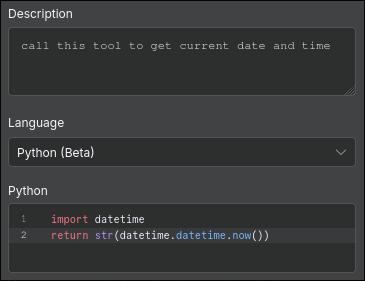 Description
call this tool to get current date and time
Language
Python (Beta)
Python
1 import datetime
2 return str(datetime.datetime.now())